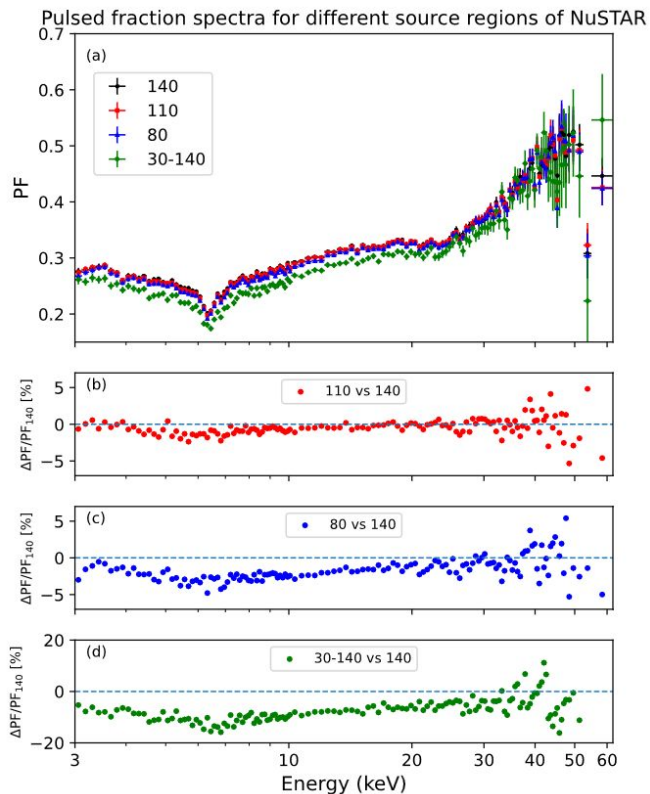 Pulsed fraction spectra for different source regions of NuSTAR
0.7
(a)
140
0.6
110
80
0.5
30-140
PF
0.4
0.3
0.2
(b)
110 vs 140
5
0
−5
ΔPF/PF140 [%]
(c)
80 vs 140
5
0
−5
ΔPF/PF140 [%]
20
(d)
30-140 vs 140
0
−20
ΔPF/PF140 [%]
3 10 20 30 40 50 60
Energy (keV)